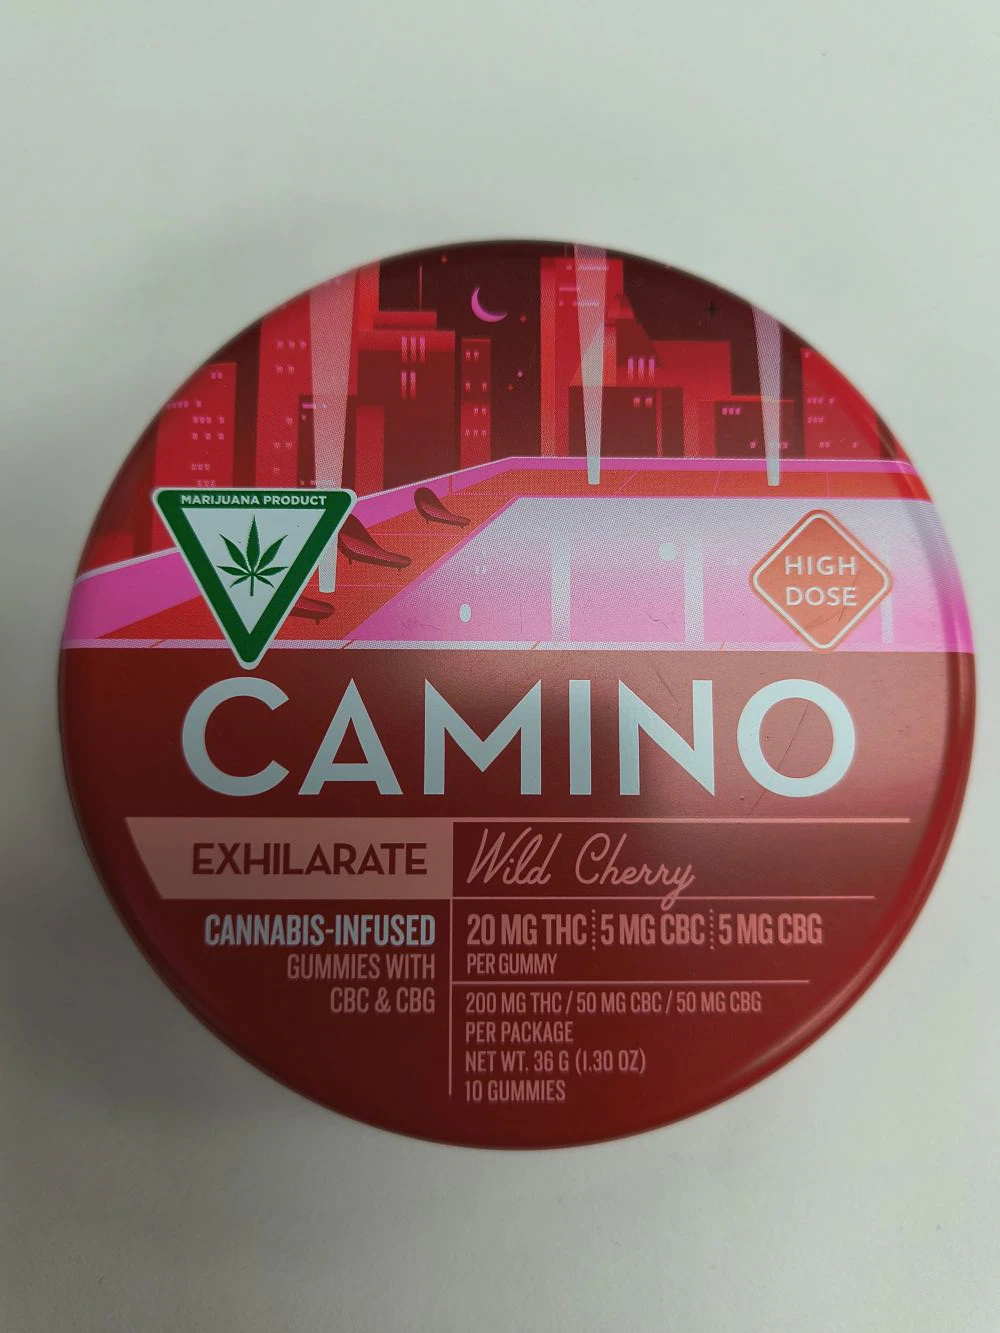 MARIJUANA PRODUCT
HIGH
DOSE
CAMINO
EXHILARATE
Wild Cherry
CANNABIS-INFUSED
GUMMIES WITH
CBC & CBG
20 MG THC 5 MG CBC 5 MG CBG
PER GUMMY
200 MG THC / 50 MG CBC / 50 MG CBG
PER PACKAGE
NET WT. 36 G (1.30 OZ)
10 GUMMIES